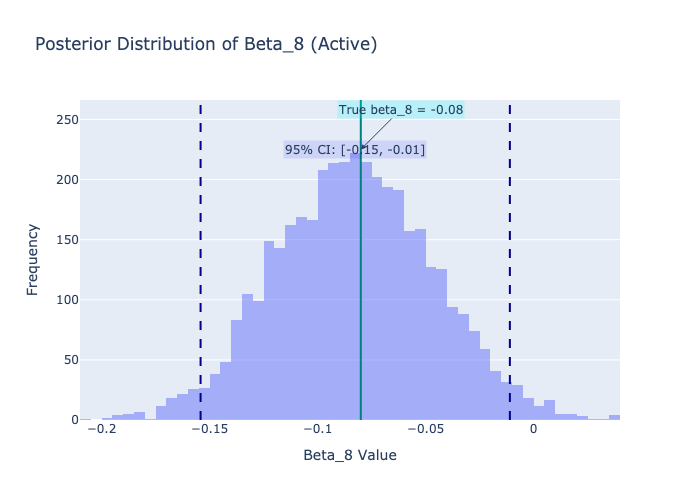 Posterior Distribution of Beta_8 (Active)
True beta_8 = -0.08
95% CI: [-0.15, -0.01]
250
200
150
100
50
0
Frequency
−0.2 −0.15 −0.1 −0.05 0
Beta_8 Value